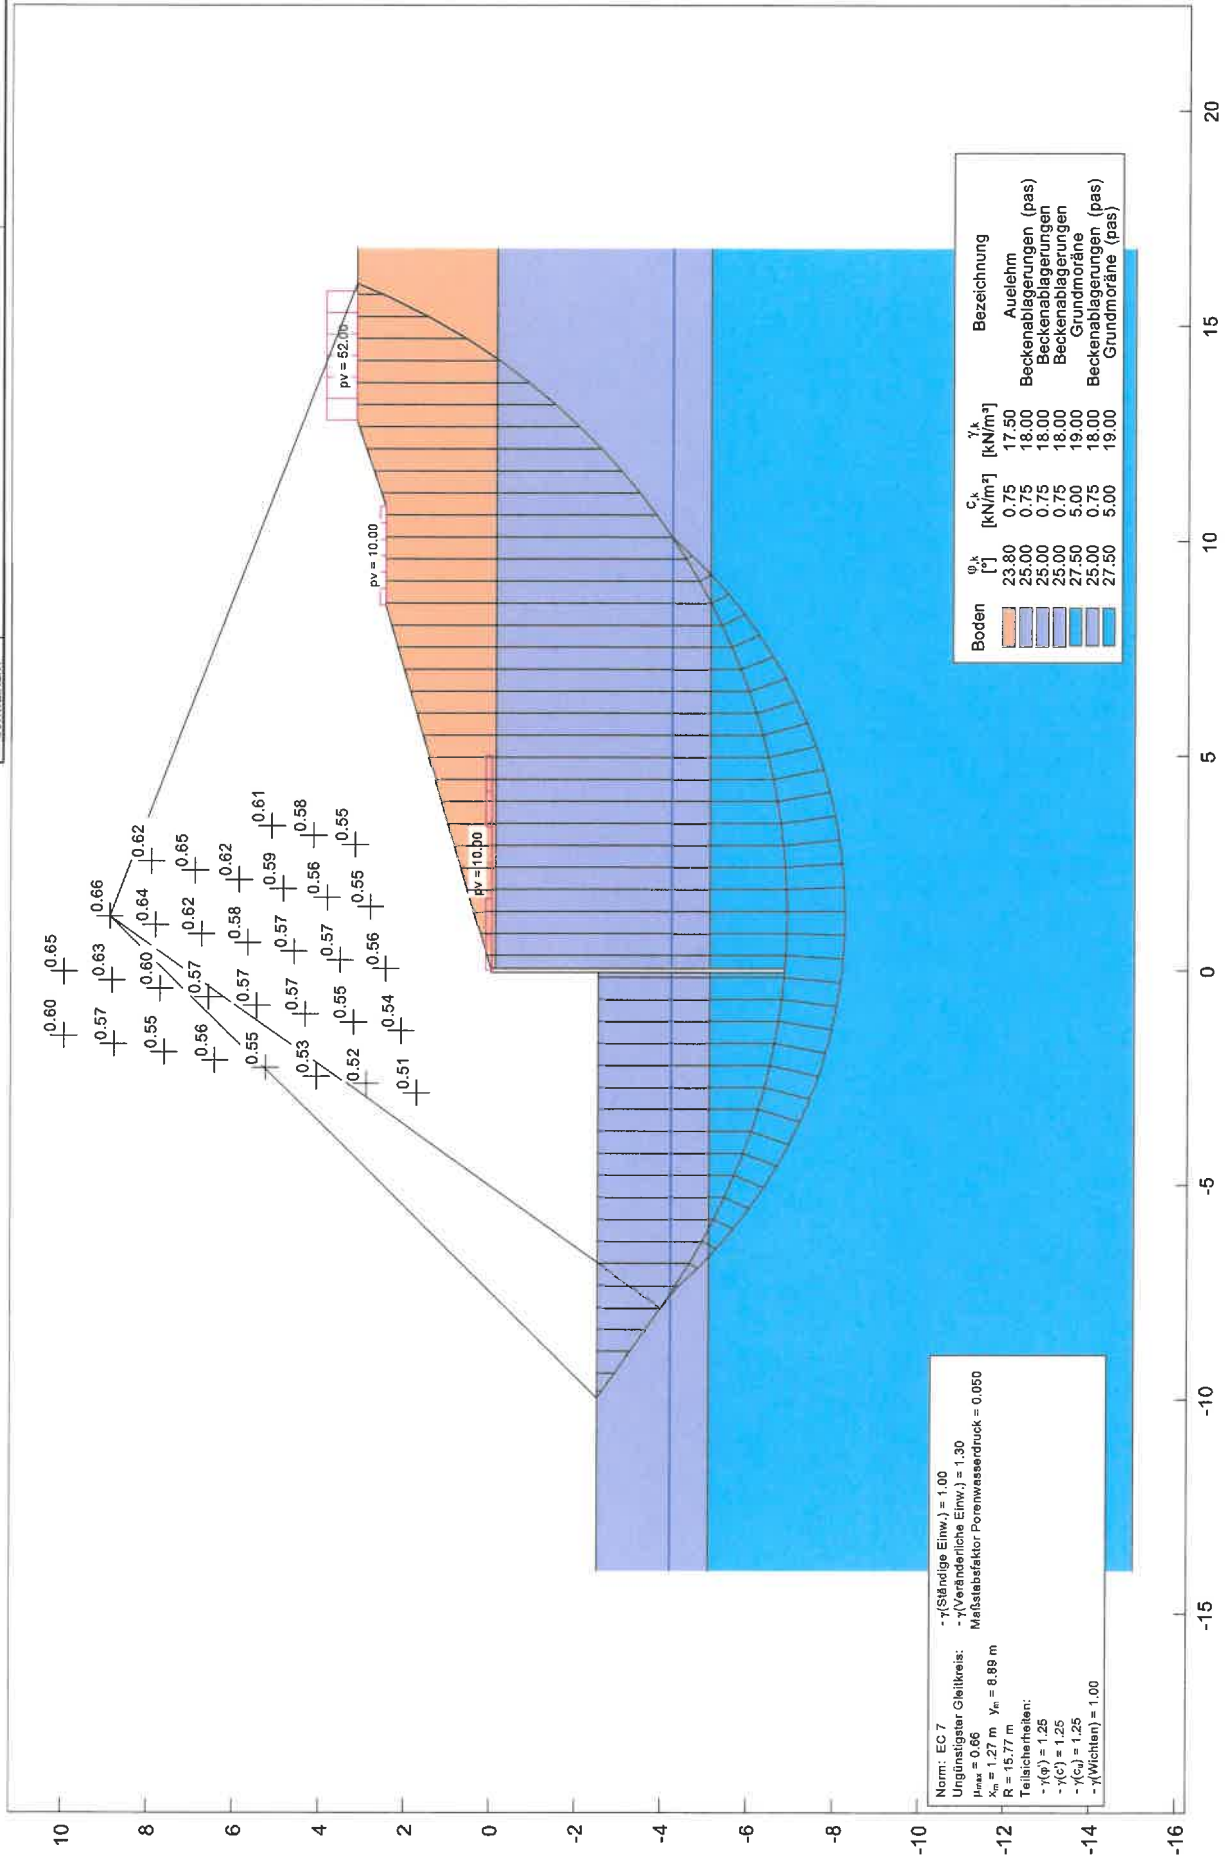 0.60
0.65
0.57
0.63
0.66
0.55
0.60
0.64
0.62
0.56
0.57
0.62
0.65
0.55
0.57
0.58
0.62
0.61
0.53
0.57
0.57
0.59
0.58
0.52
0.55
0.57
0.56
0.55
0.51
0.54
0.56
0.55
pv = 52.00
pv = 10.00
pv = 10.00
Boden φ,k [°] c,k [kN/m²] γ,k [kN/m³] Bezeichnung
23.80 0.75 17.50 Auelehm
25.00 0.75 18.00 Beckenablagerungen (pas)
25.00 0.75 18.00 Beckenablagerungen
25.00 0.75 18.00 Beckenablagerungen
27.50 5.00 19.00 Grundmoräne
25.00 0.75 18.00 Beckenablagerungen (pas)
27.50 5.00 19.00 Grundmoräne (pas)
Norm: EC 7
Ungünstigster Gleitkreis:
μmax = 0.66
xm = 1.27 m ym = 8.89 m
R = 15.77 m
Teilsicherheiten:
- γ(φ') = 1.25
- γ(c') = 1.25
- γ(cu) = 1.25
- γ(Wichten) = 1.00
- γ(Ständige Einw.) = 1.00
- γ(Veränderliche Einw.) = 1.30
Maßstabsfaktor Porenwasserdruck = 0.050
10
8
6
4
2
0
-2
-4
-6
-8
-10
-12
-14
-16
-15
-10
-5
0
5
10
15
20